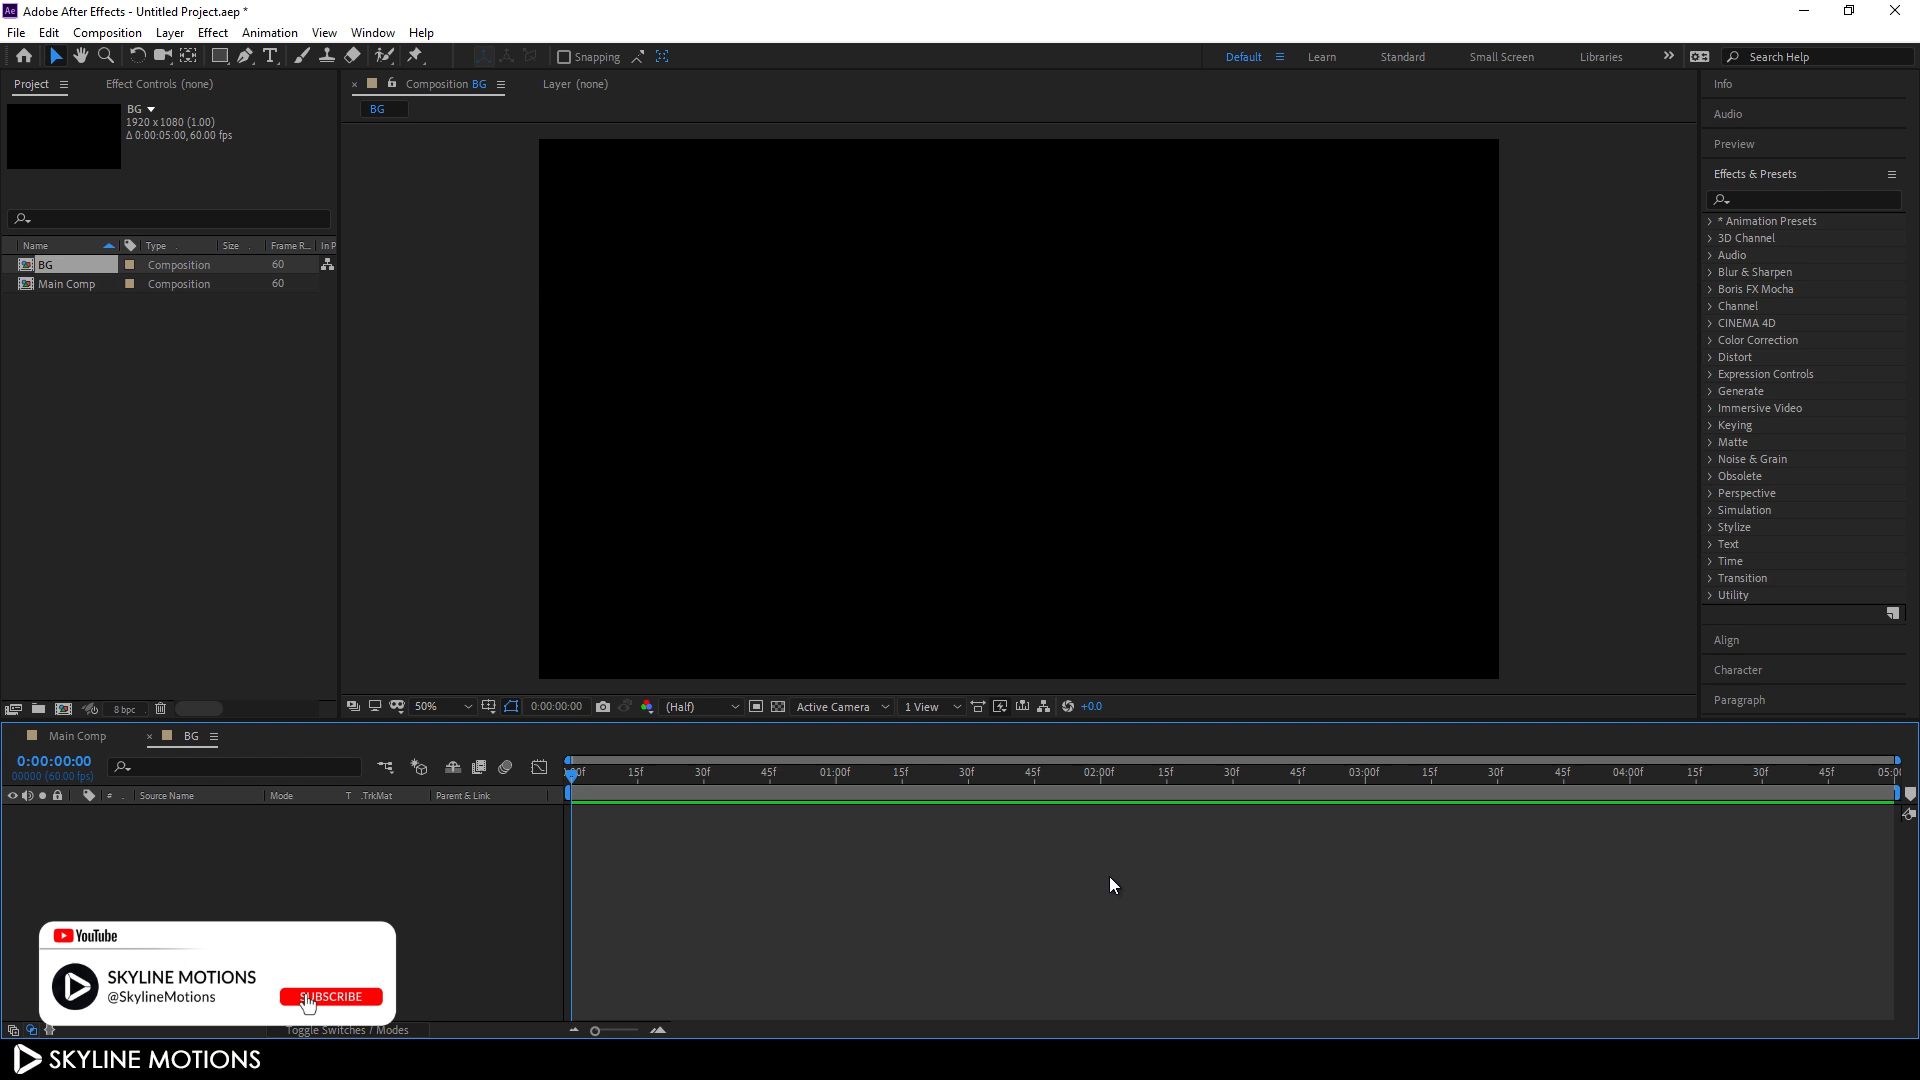 Ae Adobe After Effects - Untitled Project.aep *
File Edit Composition Layer Effect Animation View Window Help
Snapping Default Learn Standard Small Screen Libraries Search Help
Project Effect Controls (none)
BG
1920 x 1080 (1.00)
Δ 0:00:05:00, 60.00 fps
Name Type Size Frame R... In P
BG Composition 60
Main Comp Composition 60
8 bpc
Composition BG Layer (none)
BG
50% 0:00:00:00 (Half) Active Camera 1 View +0.0
Info
Audio
Preview
Effects & Presets
* Animation Presets
3D Channel
Audio
Blur & Sharpen
Boris FX Mocha
Channel
CINEMA 4D
Color Correction
Distort
Expression Controls
Generate
Immersive Video
Keying
Matte
Noise & Grain
Obsolete
Perspective
Simulation
Stylize
Text
Time
Transition
Utility
Align
Character
Paragraph
Main Comp BG
0:00:00:00
00000 (60.00 fps)
15f 30f 45f 01:00f 15f 30f 45f 02:00f 15f 30f 45f 03:00f 15f 30f 45f 04:00f 15f 30f 45f
# Source Name Mode T .TrkMat Parent & Link
YouTube
SKYLINE MOTIONS
@SkylineMotions
SUBSCRIBE
Toggle Switches / Modes
SKYLINE MOTIONS